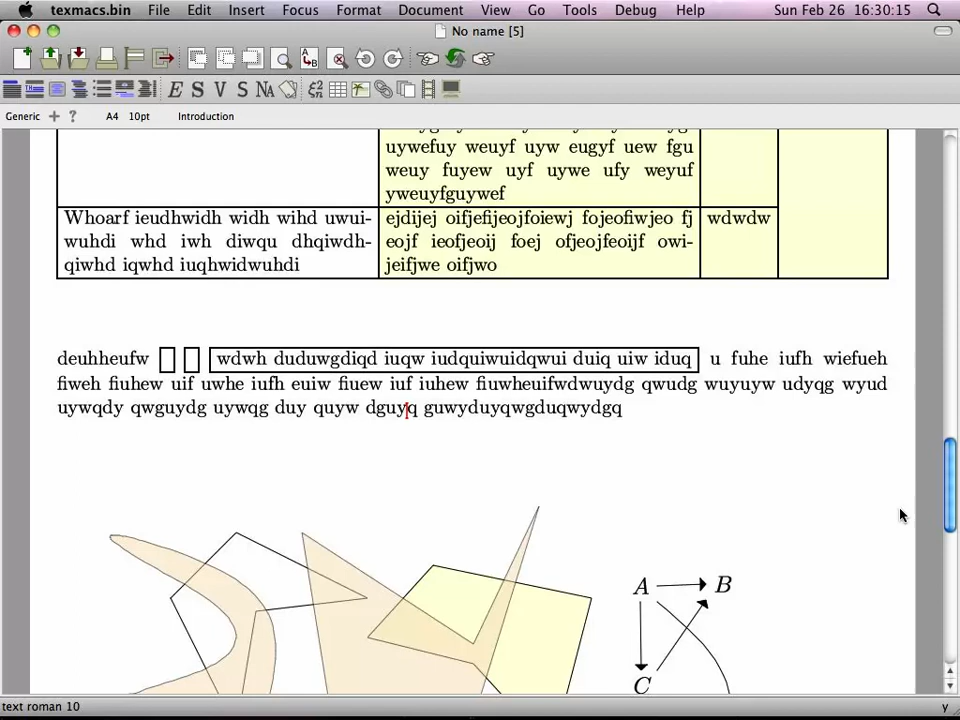 texmacs.bin File Edit Insert Focus Format Document View Go Tools Debug Help Sun Feb 26 16:30:15
No name [5]
E S V S NA
Generic + ? A4 10pt Introduction
uywefuy weuyf uyw eugyf uew fgu
weuy fuyew uyf uywe ufy weyuf
yweuyfguywef
Whoarf ieudhwidh widh wihd uwui-
wuhdi whd iwh diwqu dhqiwdh-
qiwhd iqwhd iuqhwidwuhdi
ejdijej oifjefijeojfoiewj fojeofiwjeo fj
eojf ieofjeoij foej ofjeojfeoijf owi-
jeifjwe oifjwo
wdwdw
deuhheufw wdwh duduwgdiqd iuqw iudquiwuidqwui duiq uiw iduq u fuhe iufh wiefueh
fiweh fiuhew uif uwhe iufh euiw fiuew iuf iuhew fiuwheuifwdwuydg qwudg wuyuyw udyqg wyud
uywqdy qwguydg uywqg duy quyw dguyq guwyduyqwgduqwydgq
A B
C
text roman 10 y